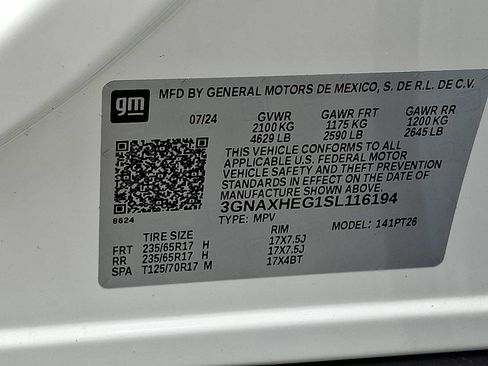 gm
MFD BY GENERAL MOTORS DE MEXICO, S. DE R.L. DE C.V.
07/24 GVWR GAWR FRT GAWR RR
2100 KG 1175 KG 1200 KG
4629 LB 2590 LB 2645 LB
THIS VEHICLE CONFORMS TO ALL
APPLICABLE U.S. FEDERAL MOTOR
VEHICLE SAFETY AND THEFT PREVENTION
STANDARDS IN EFFECT ON THE DATE OF
MANUFACTURE SHOWN ABOVE.
3GNAXHEG1SL116194
8624 TYPE: MPV MODEL: 141PT26
TIRE SIZE RIM
FRT 235/65R17 H 17X7.5J
RR 235/65R17 H 17X7.5J
SPA T125/70R17 M 17X4BT